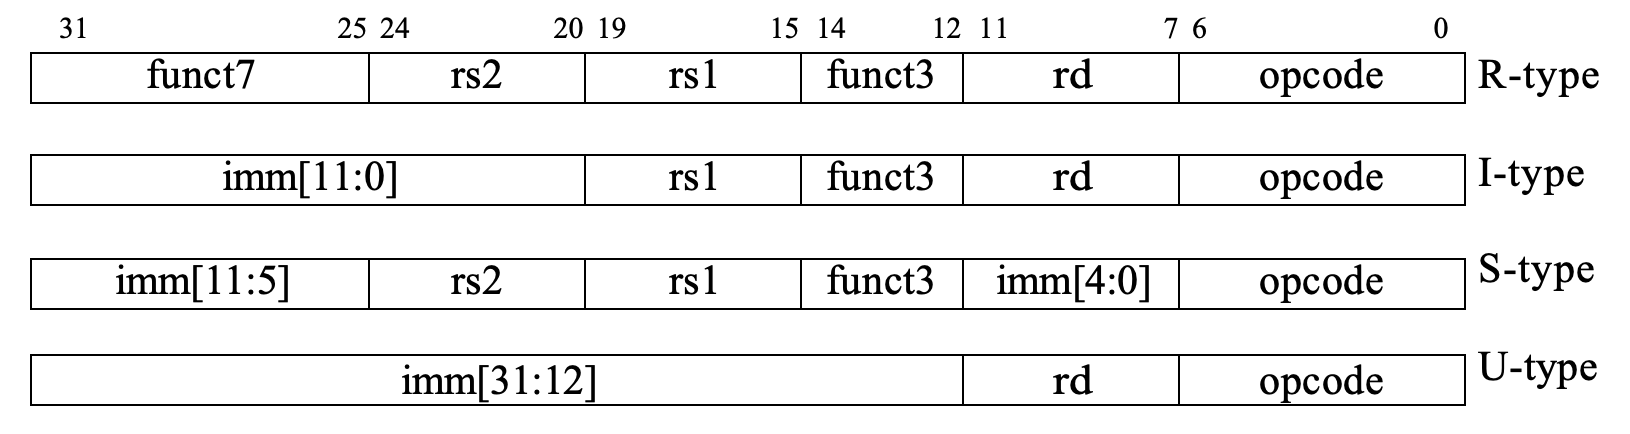 31 25 24 20 19 15 14 12 11 7 6 0
funct7 rs2 rs1 funct3 rd opcode R-type
imm[11:0] rs1 funct3 rd opcode I-type
imm[11:5] rs2 rs1 funct3 imm[4:0] opcode S-type
imm[31:12] rd opcode U-type